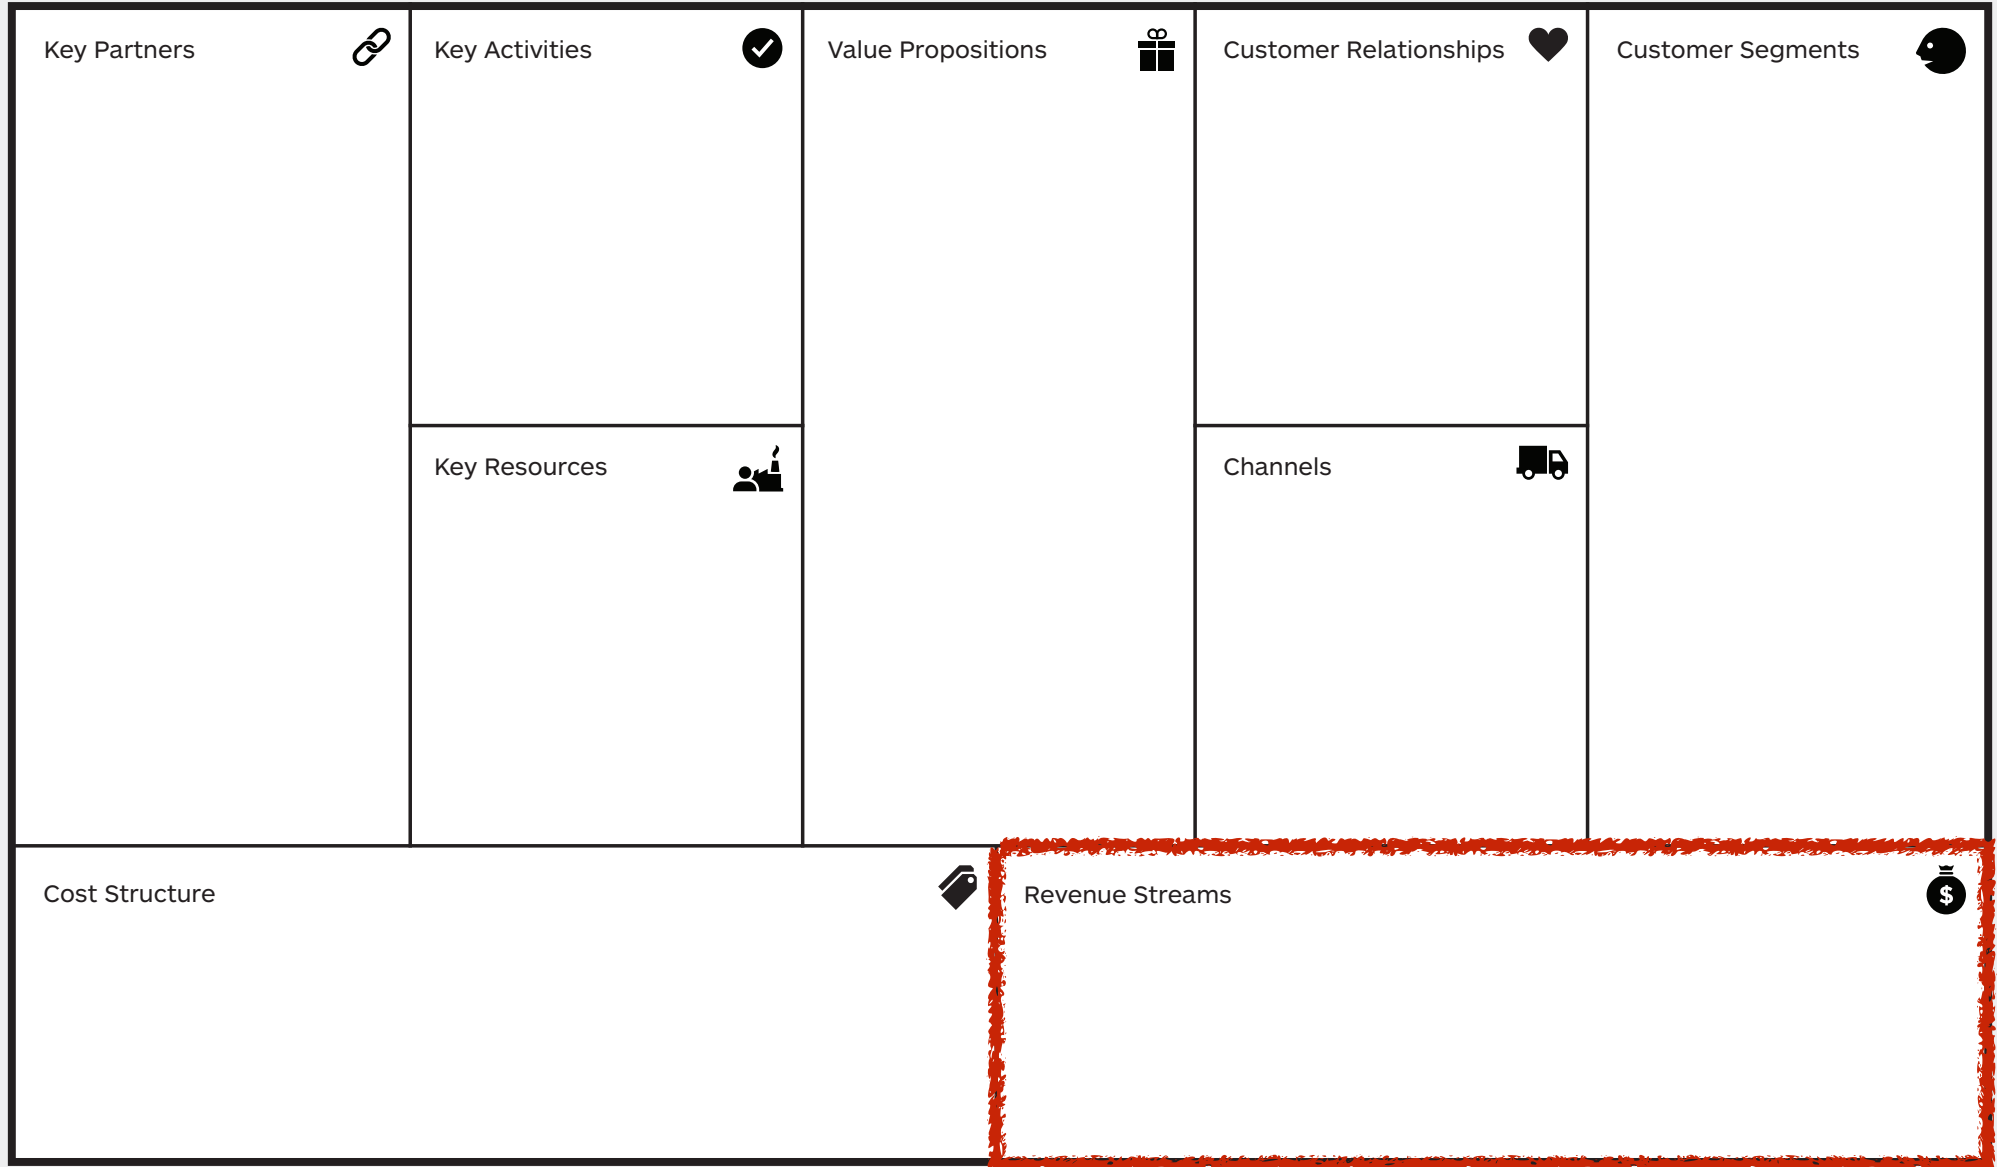 Key Partners
Key Activities
Value Propositions
Customer Relationships
Customer Segments
Key Resources
Channels
Cost Structure
Revenue Streams
$